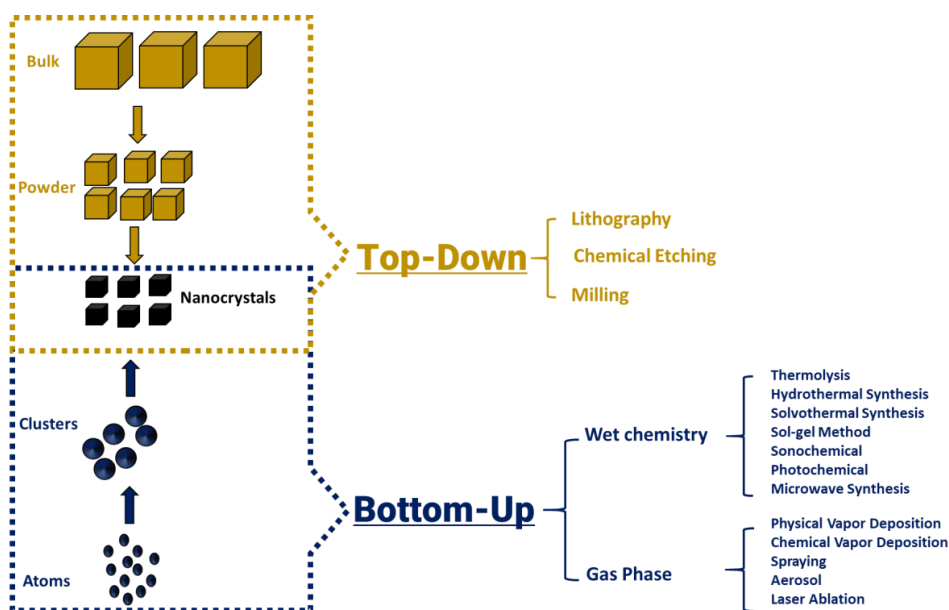 Bulk
Powder
Nanocrystals
Clusters
Atoms
Top-Down
Lithography
Chemical Etching
Milling
Bottom-Up
Wet chemistry
Thermolysis
Hydrothermal Synthesis
Solvothermal Synthesis
Sol-gel Method
Sonochemical
Photochemical
Microwave Synthesis
Gas Phase
Physical Vapor Deposition
Chemical Vapor Deposition
Spraying
Aerosol
Laser Ablation